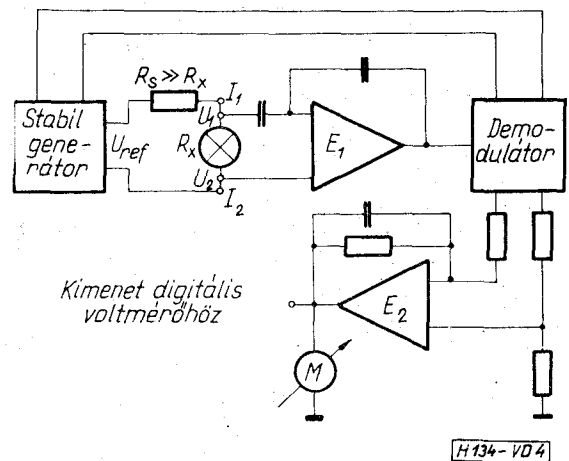 Stabil
gene-
rátor
U_ref
R_s ≫ R_x
I_1
U_1
R_x
U_2
I_2
E_1
Demo-
dulátor
E_2
Kimenet digitális
voltmérőhöz
M
H134-VD4